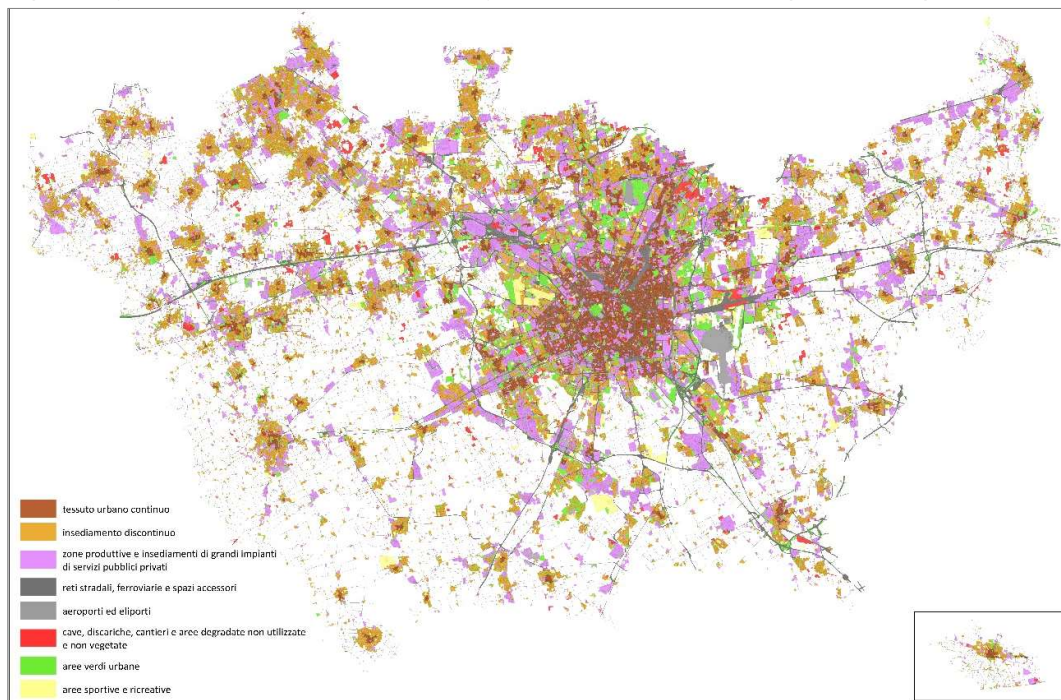 tessuto urbano continuo
insediamento discontinuo
zone produttive e insediamenti di grandi impianti
di servizi pubblici privati
reti stradali, ferroviarie e spazi accessori
aeroporti ed eliporti
cave, discariche, cantieri e aree degradate non utilizzate
e non vegetate
aree verdi urbane
aree sportive e ricreative